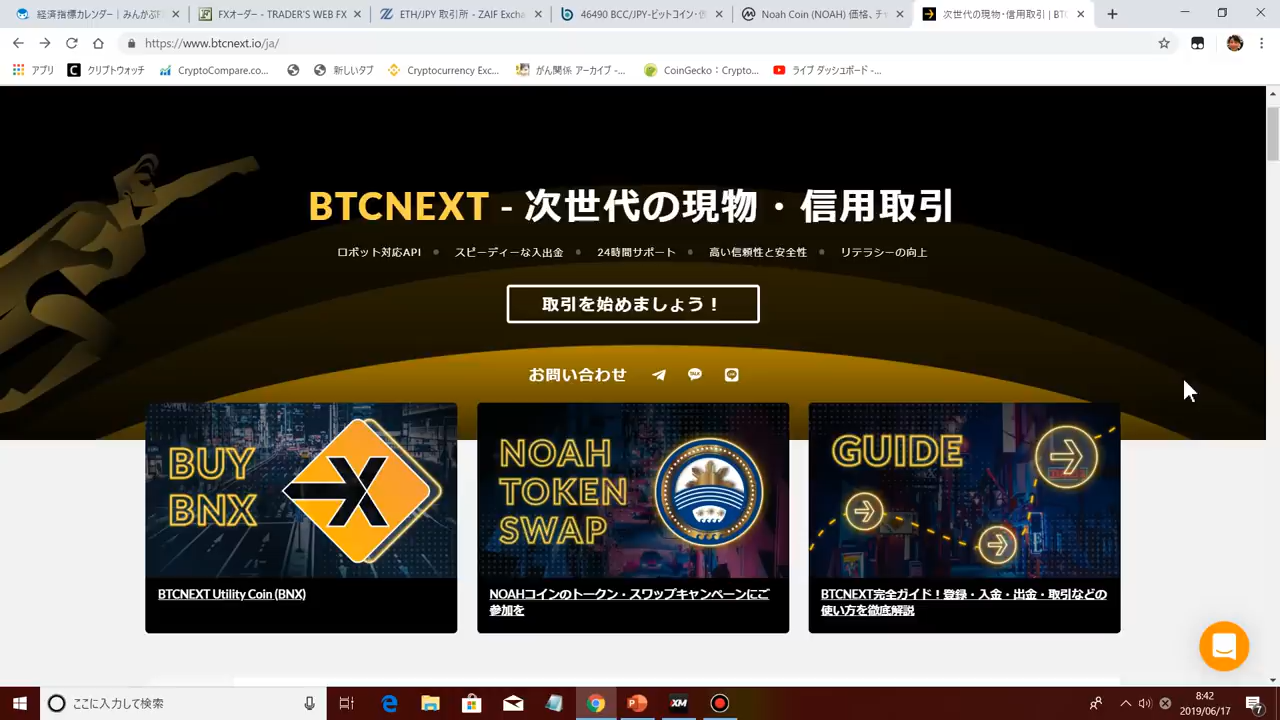 経済指標カレンダー | みんかぶFX
FXオーダー - TRADER'S WEB FX
ETH/JPY 取引所 - ZAIF Excha
46490 BCC/JPY-ビットコイン・仮
Noah Coin (NOAH) 価格、チャ
次世代の現物・信用取引 | BTC
https://www.btcnext.io/ja/
アプリ
クリプトウォッチ
CryptoCompare.co...
新しいタブ
Cryptocurrency Exc...
がん関係 アーカイブ -...
CoinGecko：Crypto...
ライブ ダッシュボード -...
BTCNEXT - 次世代の現物・信用取引
ロボット対応API ● スピーディーな入出金 ● 24時間サポート ● 高い信頼性と安全性 ● リテラシーの向上
取引を始めましょう！
お問い合わせ
BUY
BNX
BTCNEXT Utility Coin (BNX)
NOAH
TOKEN
SWAP
NOAHコインのトークン・スワップキャンペーンにご
参加を
GUIDE
BTCNEXT完全ガイド！登録・入金・出金・取引などの
使い方を徹底解説
ここに入力して検索
XM
8:42
2019/06/17
7